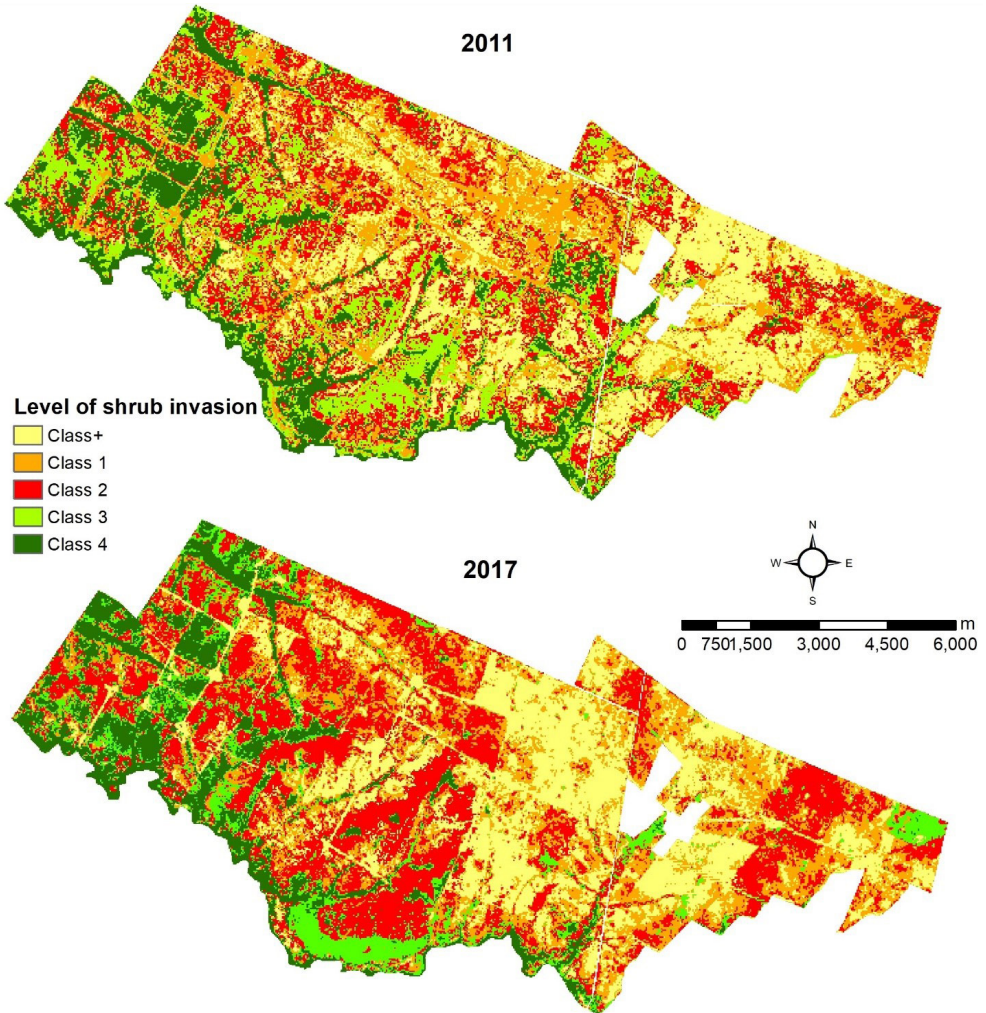 2011
Level of shrub invasion
Class+
Class 1
Class 2
Class 3
Class 4
2017
N
W E
S
m
0 7501,500 3,000 4,500 6,000